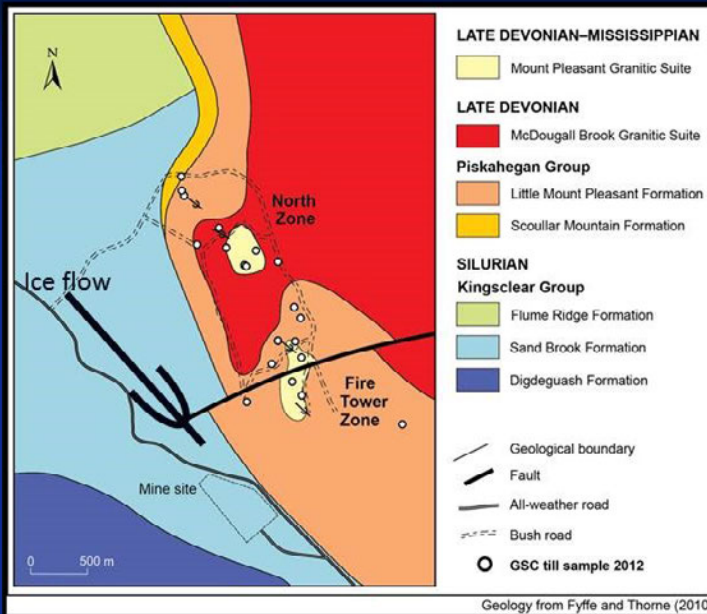 N
North
Zone
Ice flow
Fire
Tower
Zone
Mine site
0 500 m
LATE DEVONIAN–MISSISSIPPIAN
Mount Pleasant Granitic Suite
LATE DEVONIAN
McDougall Brook Granitic Suite
Piskahegan Group
Little Mount Pleasant Formation
Scoullar Mountain Formation
SILURIAN
Kingsclear Group
Flume Ridge Formation
Sand Brook Formation
Digdeguash Formation
Geological boundary
Fault
All-weather road
Bush road
GSC till sample 2012
Geology from Fyffe and Thorne (2010